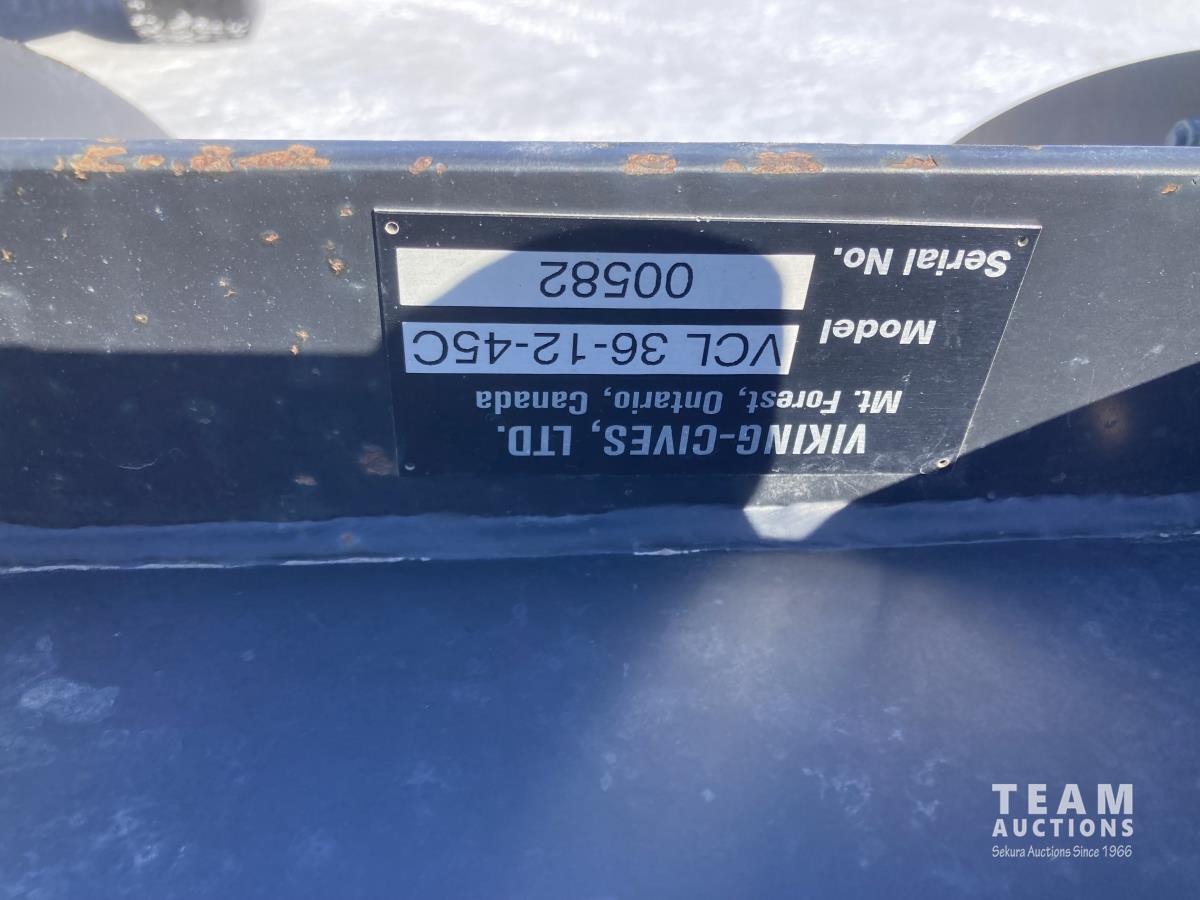 VIKING-CIVES, LTD.
Mt. Forest, Ontario, Canada
Model VCL 36-12-45C
Serial No. 00582
TEAM
AUCTIONS
Sekura Auctions Since 1966